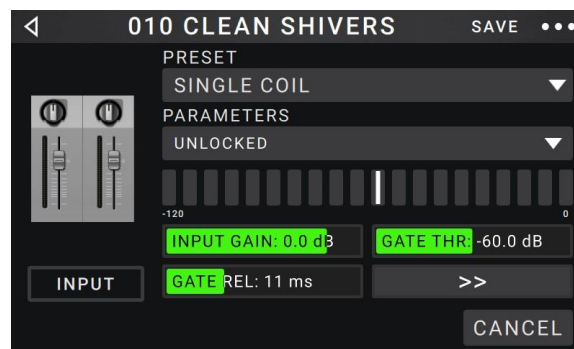 010 CLEAN SHIVERS SAVE
PRESET
SINGLE COIL
PARAMETERS
UNLOCKED
-120 0
INPUT GAIN: 0.0 dB GATE THR: -60.0 dB
INPUT GATE REL: 11 ms >>
CANCEL